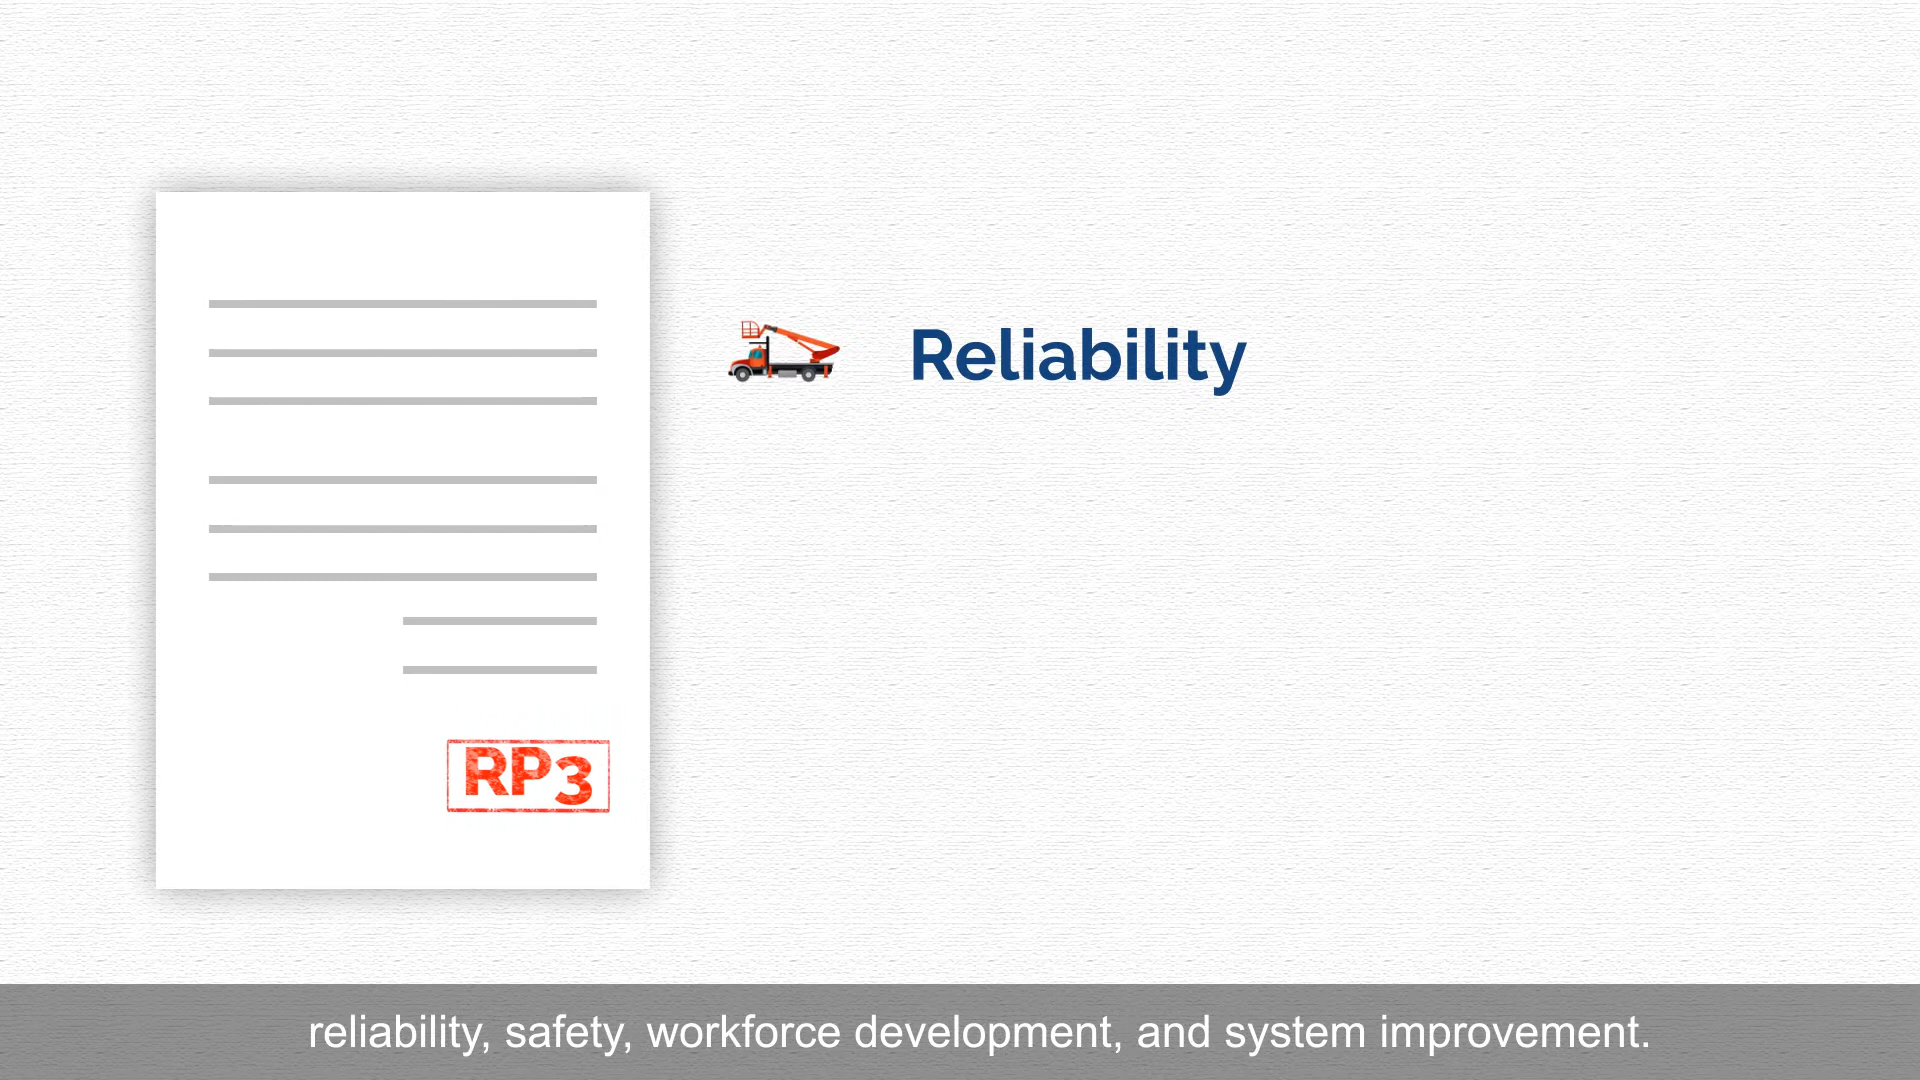 Reliability
RP3
reliability, safety, workforce development, and system improvement.